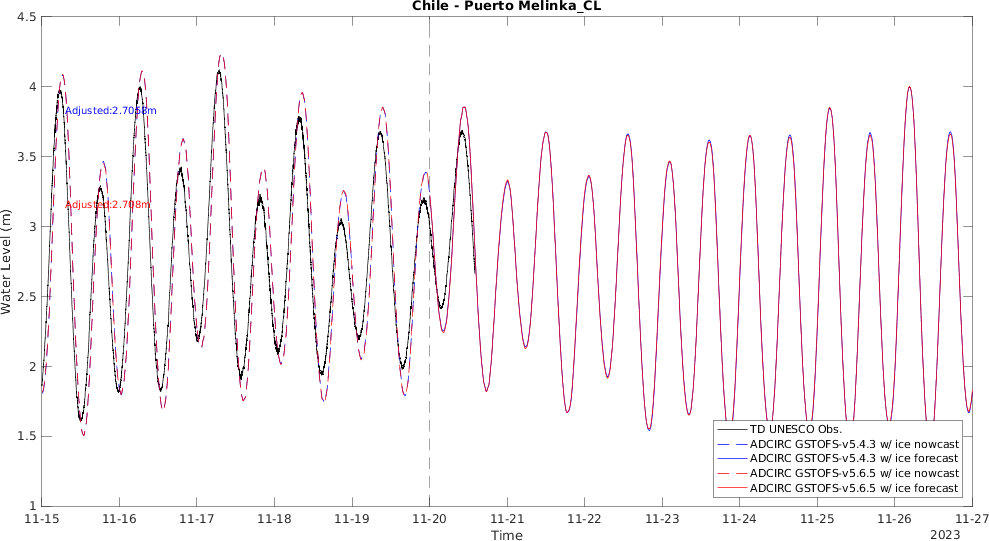 Chile - Puerto Melinka_CL
4.5
4
3.5
3
2.5
2
1.5
1
Water Level (m)
Adjusted:2.7068m
Adjusted:2.708m
TD UNESCO Obs.
ADCIRC GSTOFS-v5.4.3 w/ ice nowcast
ADCIRC GSTOFS-v5.4.3 w/ ice forecast
ADCIRC GSTOFS-v5.6.5 w/ ice nowcast
ADCIRC GSTOFS-v5.6.5 w/ ice forecast
11-15 11-16 11-17 11-18 11-19 11-20 11-21 11-22 11-23 11-24 11-25 11-26 11-27
Time
2023